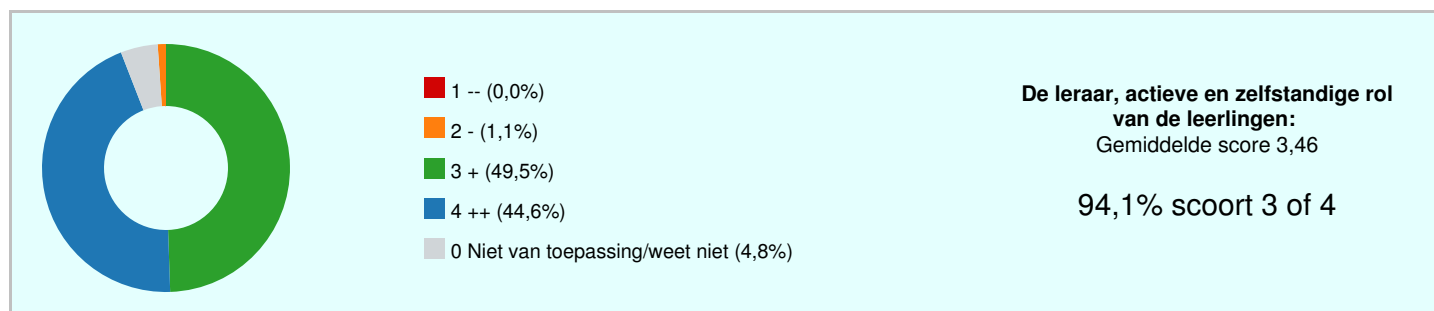 1 -- (0,0%)
2 - (1,1%)
3 + (49,5%)
4 ++ (44,6%)
0 Niet van toepassing/weet niet (4,8%)
De leraar, actieve en zelfstandige rol
van de leerlingen:
Gemiddelde score 3,46
94,1% scoort 3 of 4